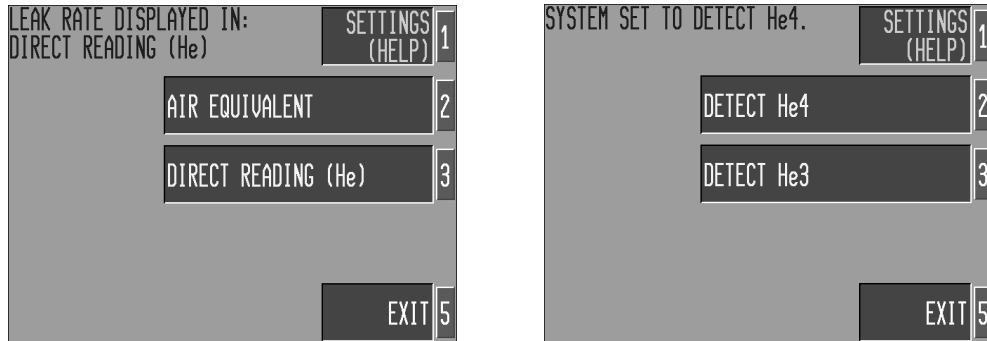 LEAK RATE DISPLAYED IN:
DIRECT READING (He)
SETTINGS
(HELP)
1
AIR EQUIVALENT
2
DIRECT READING (He)
3
EXIT
5
SYSTEM SET TO DETECT He4.
SETTINGS
(HELP)
1
DETECT He4
2
DETECT He3
3
EXIT
5